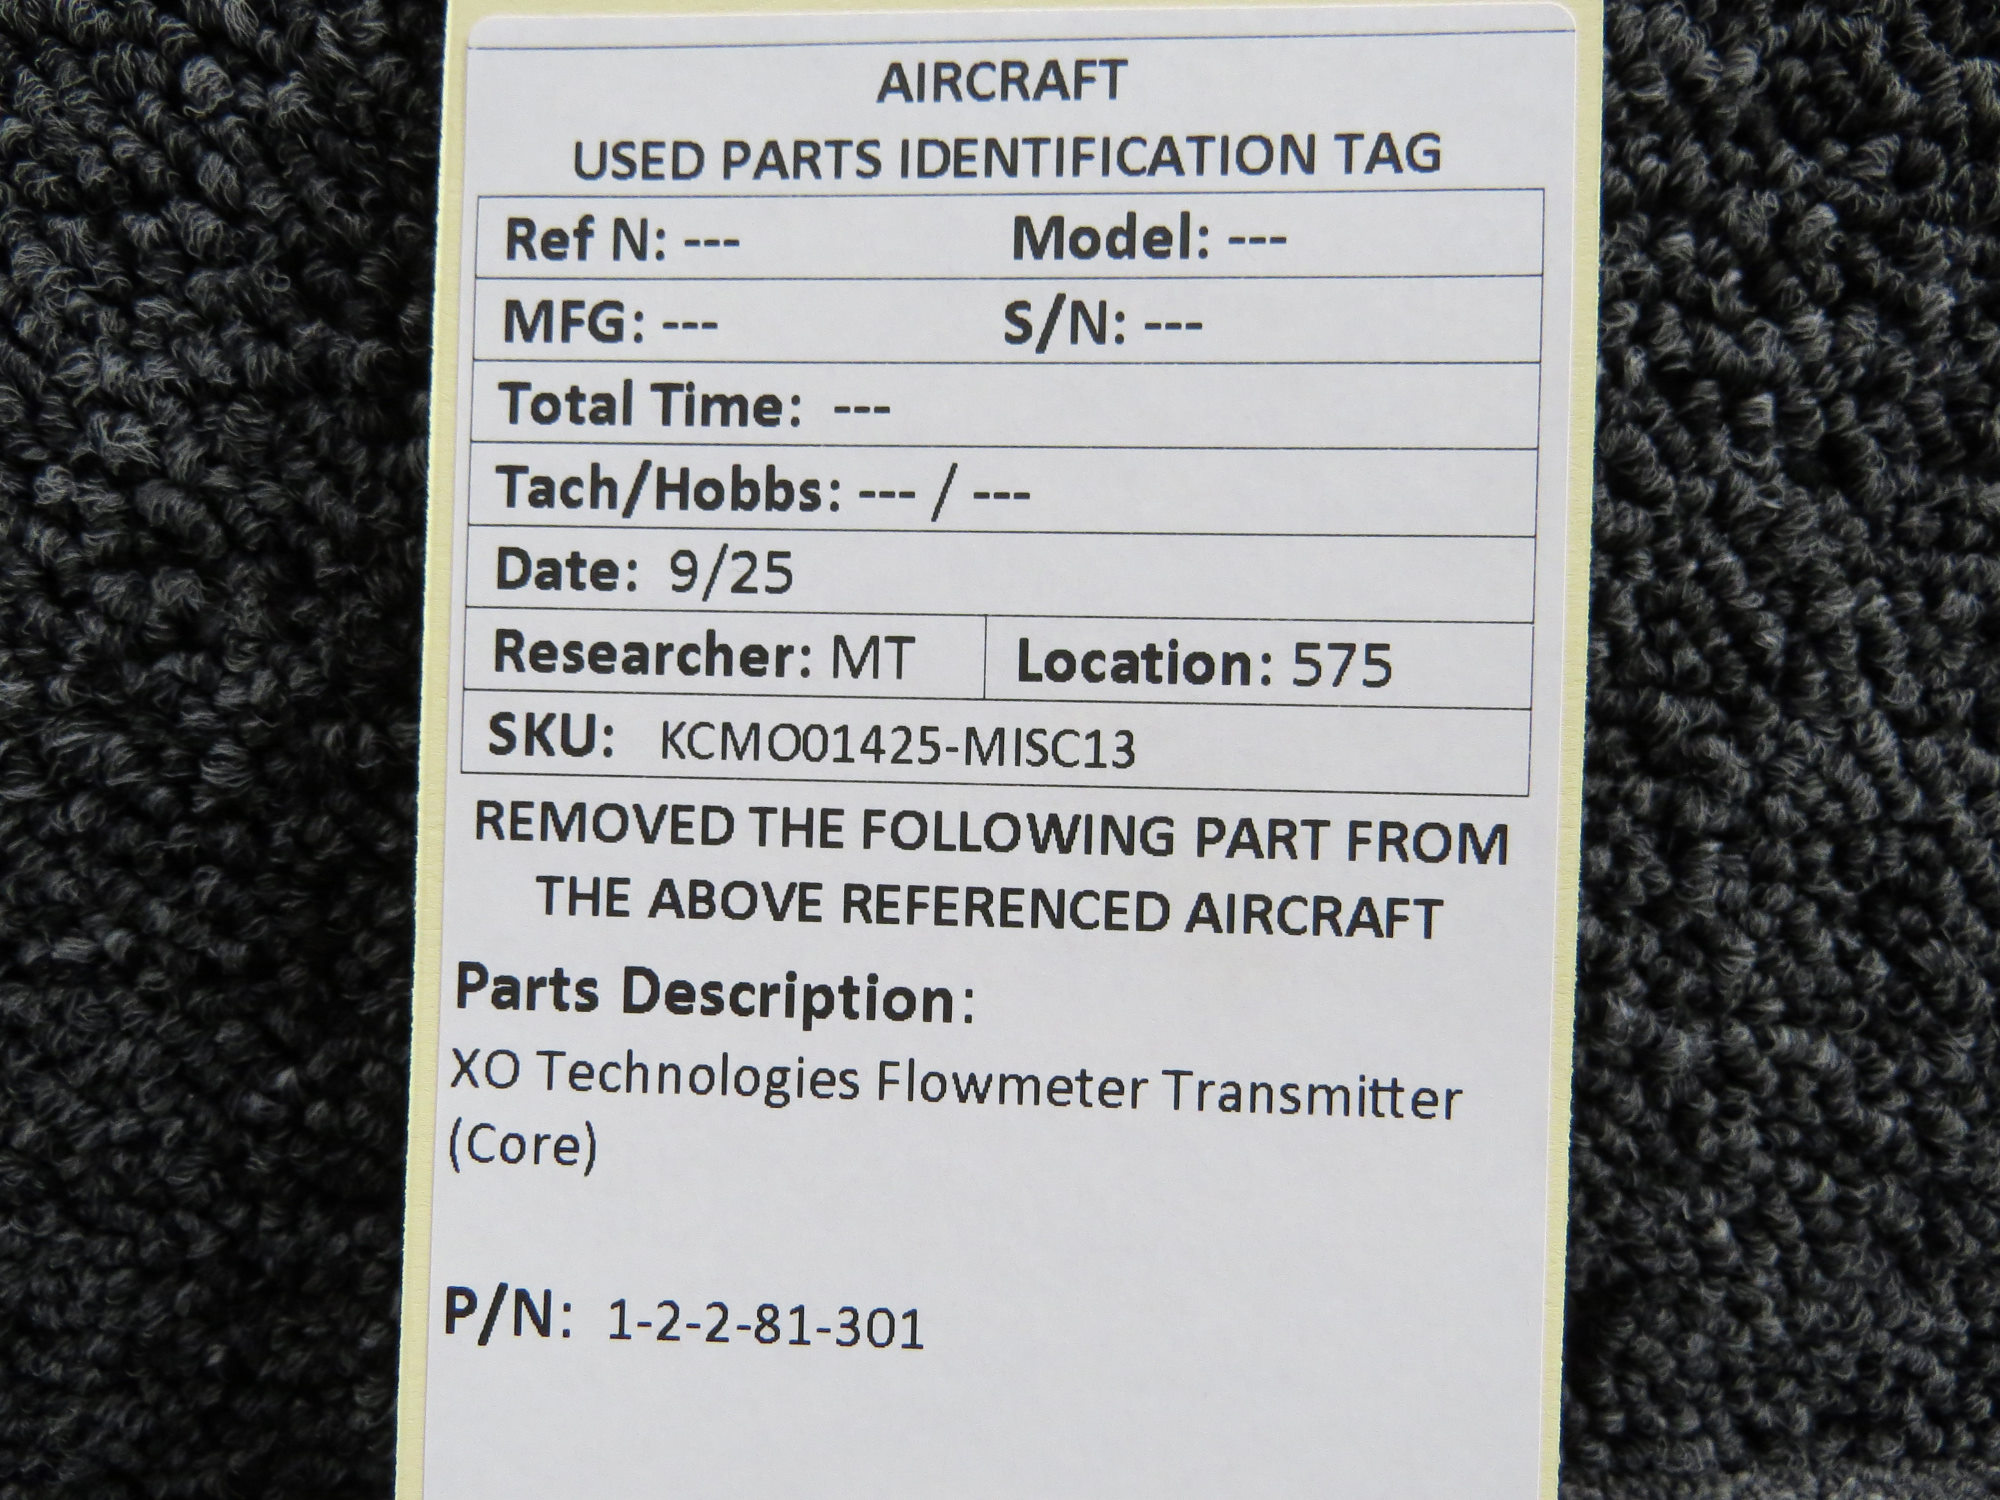 AIRCRAFT
USED PARTS IDENTIFICATION TAG
Ref N: --- Model: ---
MFG: --- S/N: ---
Total Time: ---
Tach/Hobbs: --- / ---
Date: 9/25
Researcher: MT Location: 575
SKU: KCMO01425-MISC13
REMOVED THE FOLLOWING PART FROM
THE ABOVE REFERENCED AIRCRAFT
Parts Description:
XO Technologies Flowmeter Transmitter
(Core)
P/N: 1-2-2-81-301